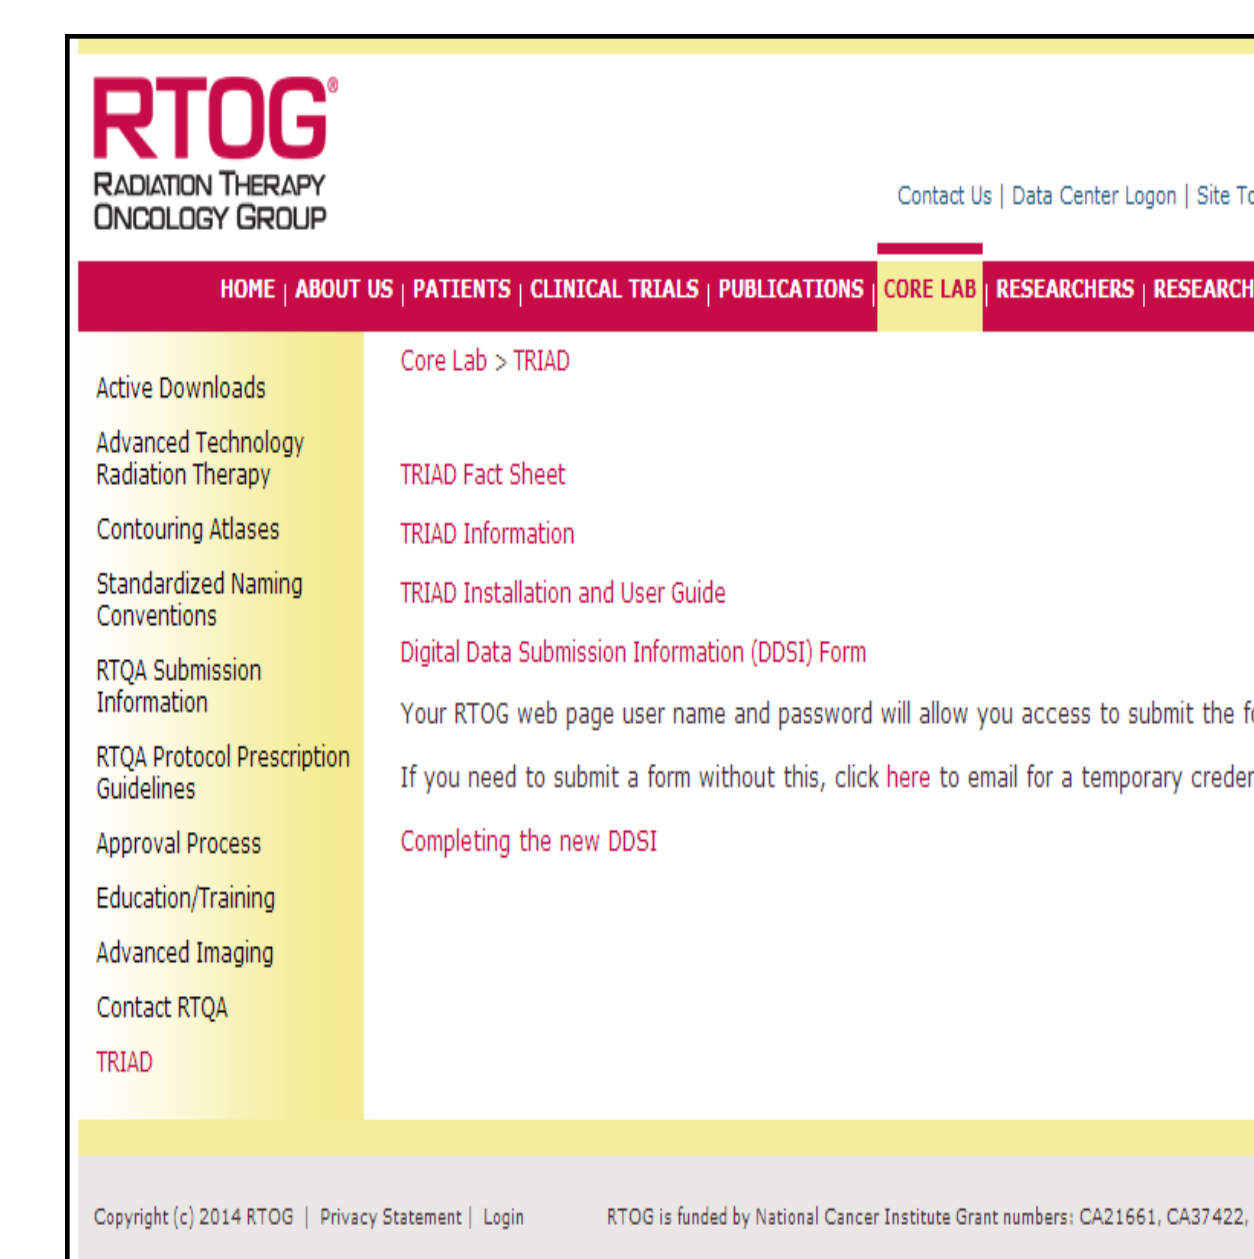 RTOG®
RADIATION THERAPY
ONCOLOGY GROUP
Contact Us | Data Center Logon | Site
HOME | ABOUT US | PATIENTS | CLINICAL TRIALS | PUBLICATIONS | CORE LAB | RESEARCHERS | RESEARCH
Core Lab > TRIAD
Active Downloads
Advanced Technology
Radiation Therapy
Contouring Atlases
Standardized Naming
Conventions
RTQA Submission
Information
RTQA Protocol Prescription
Guidelines
Approval Process
Education/Training
Advanced Imaging
Contact RTQA
TRIAD
TRIAD Fact Sheet
TRIAD Information
TRIAD Installation and User Guide
Digital Data Submission Information (DDSI) Form
Your RTOG web page user name and password will allow you access to submit the
If you need to submit a form without this, click here to email for a temporary
Completing the new DDSI
Copyright (c) 2014 RTOG | Privacy Statement | Login
RTOG is funded by National Cancer Institute Grant numbers: CA21661, CA37422,